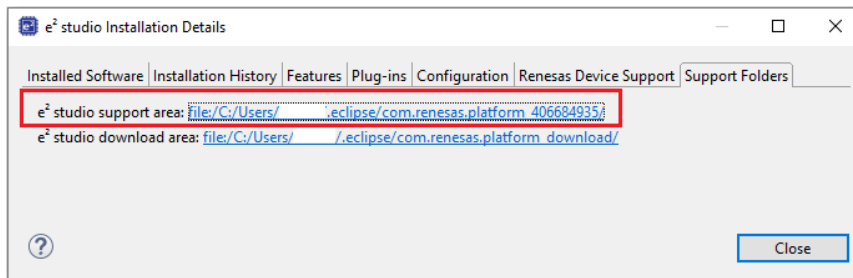 e² studio Installation Details
Installed Software Installation History Features Plug-ins Configuration Renesas Device Support Support Folders
e² studio support area: file:/C:/Users/ /.eclipse/com.renesas.platform_406684935/
e² studio download area: file:/C:/Users/ /.eclipse/com.renesas.platform_download/
?
Close